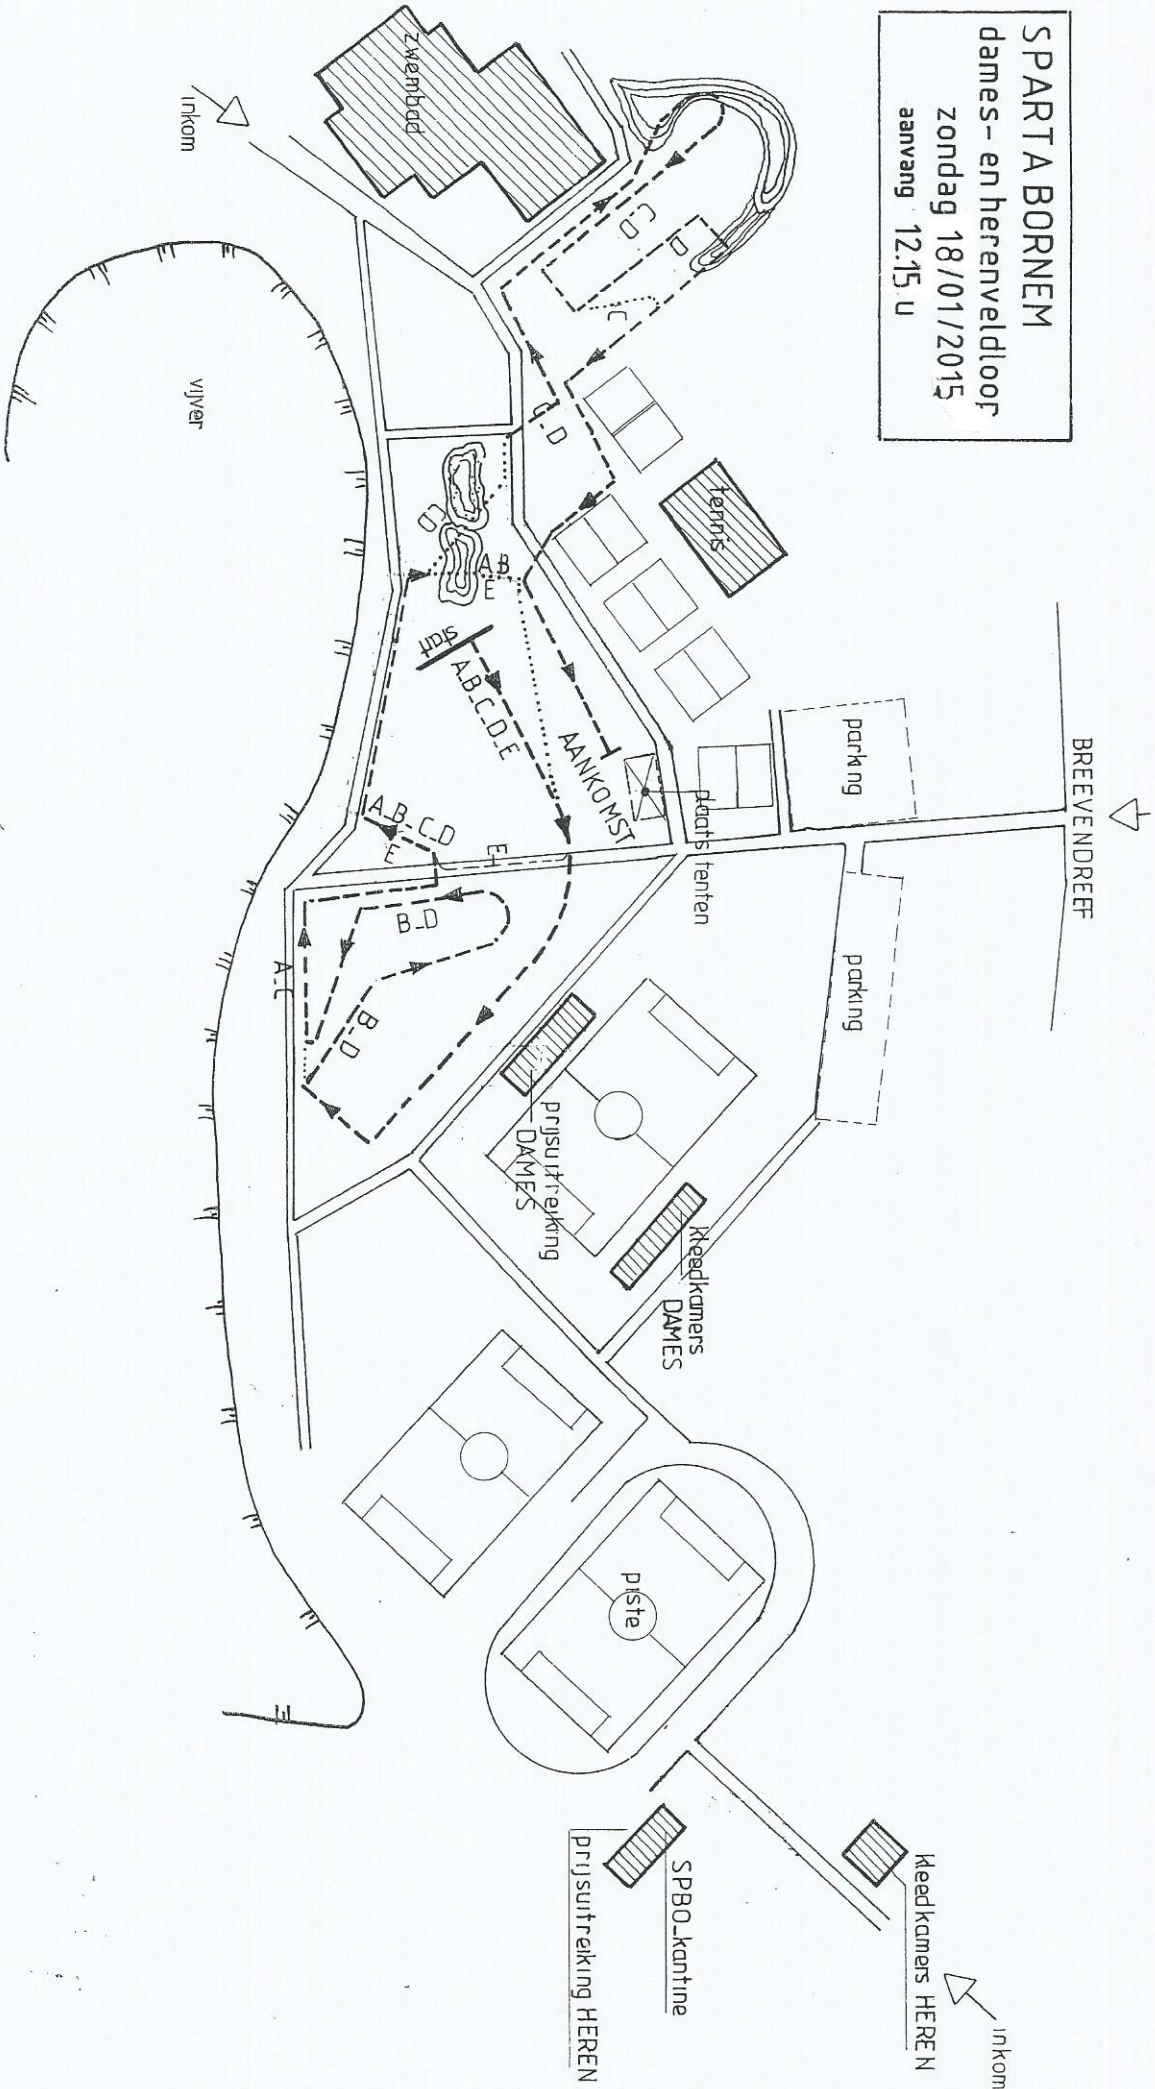 SPARTA BORNEM
dames- en herenveldloop
zondag 18/01/2015
aanvang 12.15 u
BREEVENDREEF
parking
parking
tennis
zwembad
inkom
vijver
C-D
D
C
C-D
A B
E
start
A.B-C-D-E
AANKOMST
plaats tenten
A-B-C-D
E
E
B-D
B-D
A-C
prijsuitreiking
DAMES
kleedkamers
DAMES
piste
kleedkamers HEREN
inkom
SPBO-kantine
prijsuitreiking HEREN